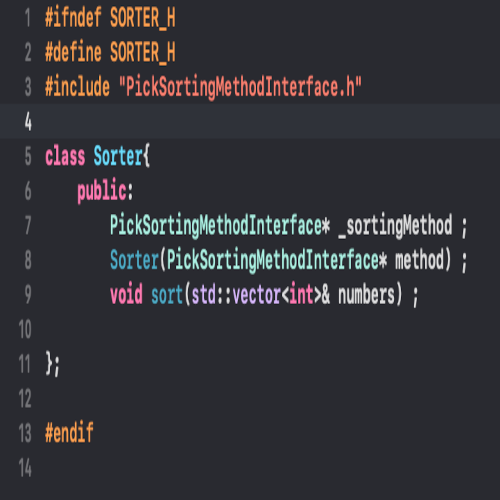 1 #ifndef SORTER_H
2 #define SORTER_H
3 #include "PickSortingMethodInterface.h"
4
5 class Sorter{
6 public:
7 PickSortingMethodInterface* _sortingMethod ;
8 Sorter(PickSortingMethodInterface* method) ;
9 void sort(std::vector<int>& numbers) ;
10
11 };
12
13 #endif
14